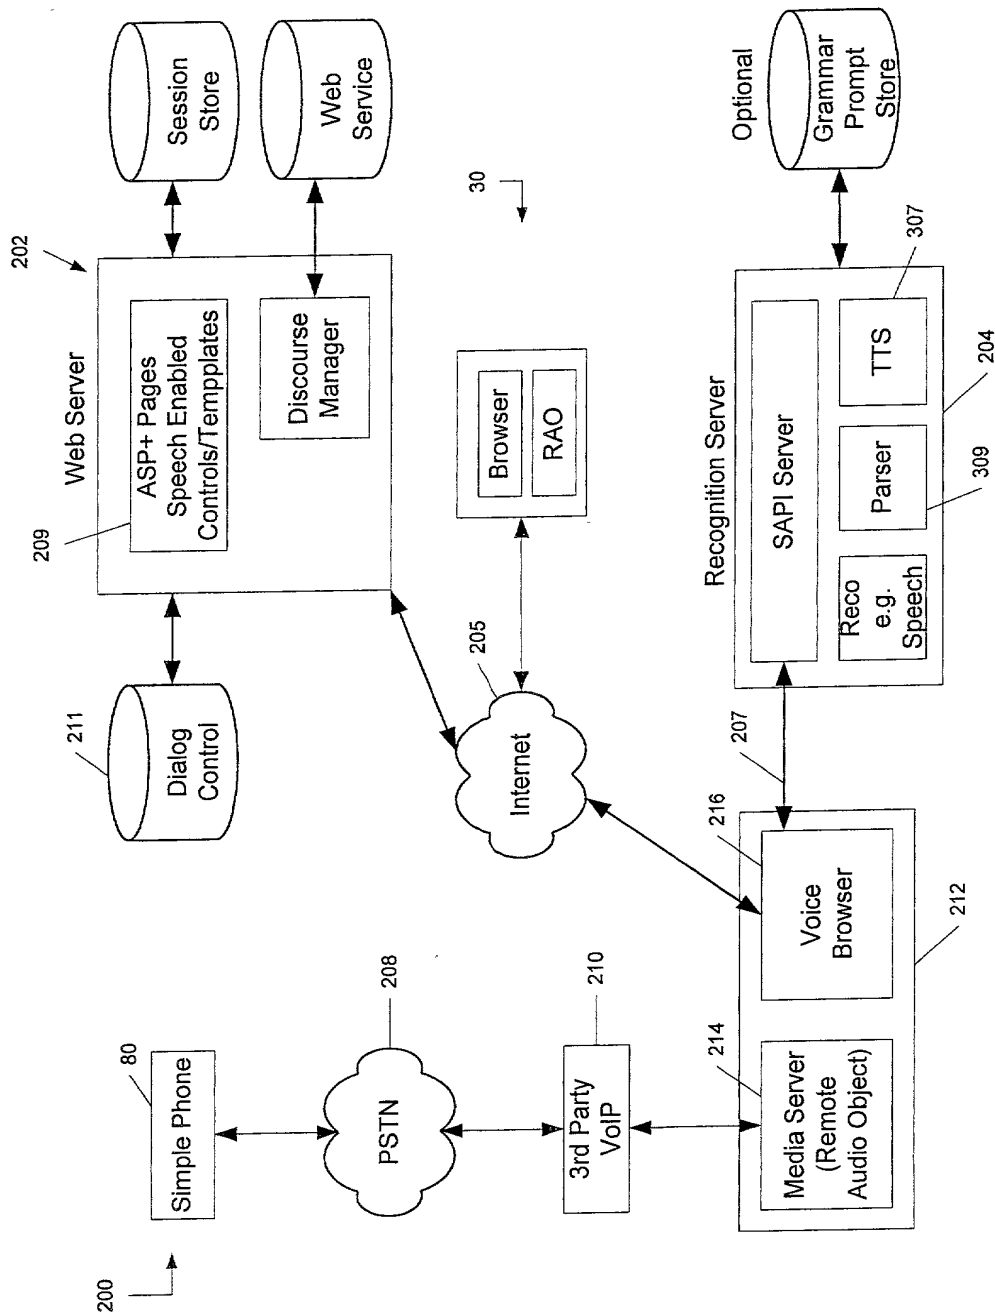 200
80
Simple Phone
208
PSTN
210
3rd Party
VoIP
214
Media Server
(Remote
Audio Object)
216
Voice
Browser
212
211
Dialog
Control
205
Internet
207
Web Server
202
209
ASP+ Pages
Speech Enabled
Controls/Tempplates
Discourse
Manager
Session
Store
Web
Service
30
Browser
RAO
Recognition Server
SAPI Server
Reco
e.g.
Speech
Parser
309
TTS
307
204
Optional
Grammar
Prompt
Store